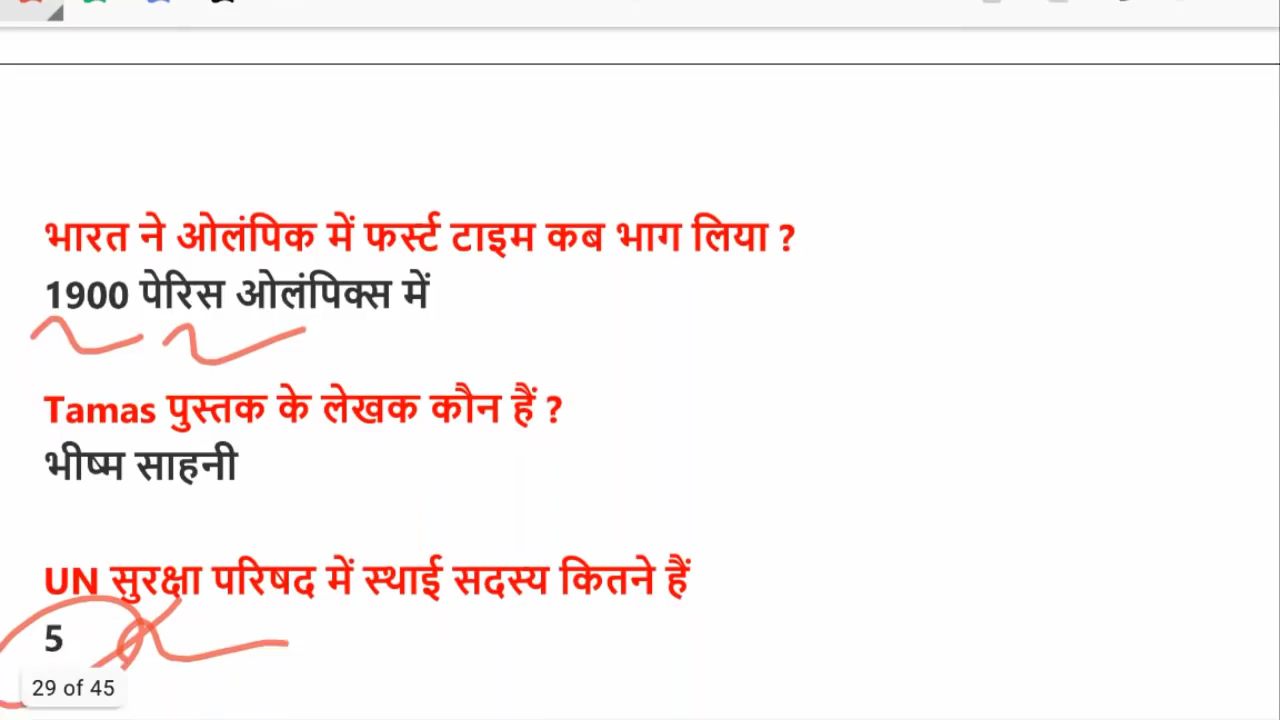 भारत ने ओलंपिक में फर्स्ट टाइम कब भाग लिया ?
1900 पेरिस ओलंपिक्स में
Tamas पुस्तक के लेखक कौन हैं ?
भीष्म साहनी
UN सुरक्षा परिषद में स्थाई सदस्य कितने हैं
5
29 of 45